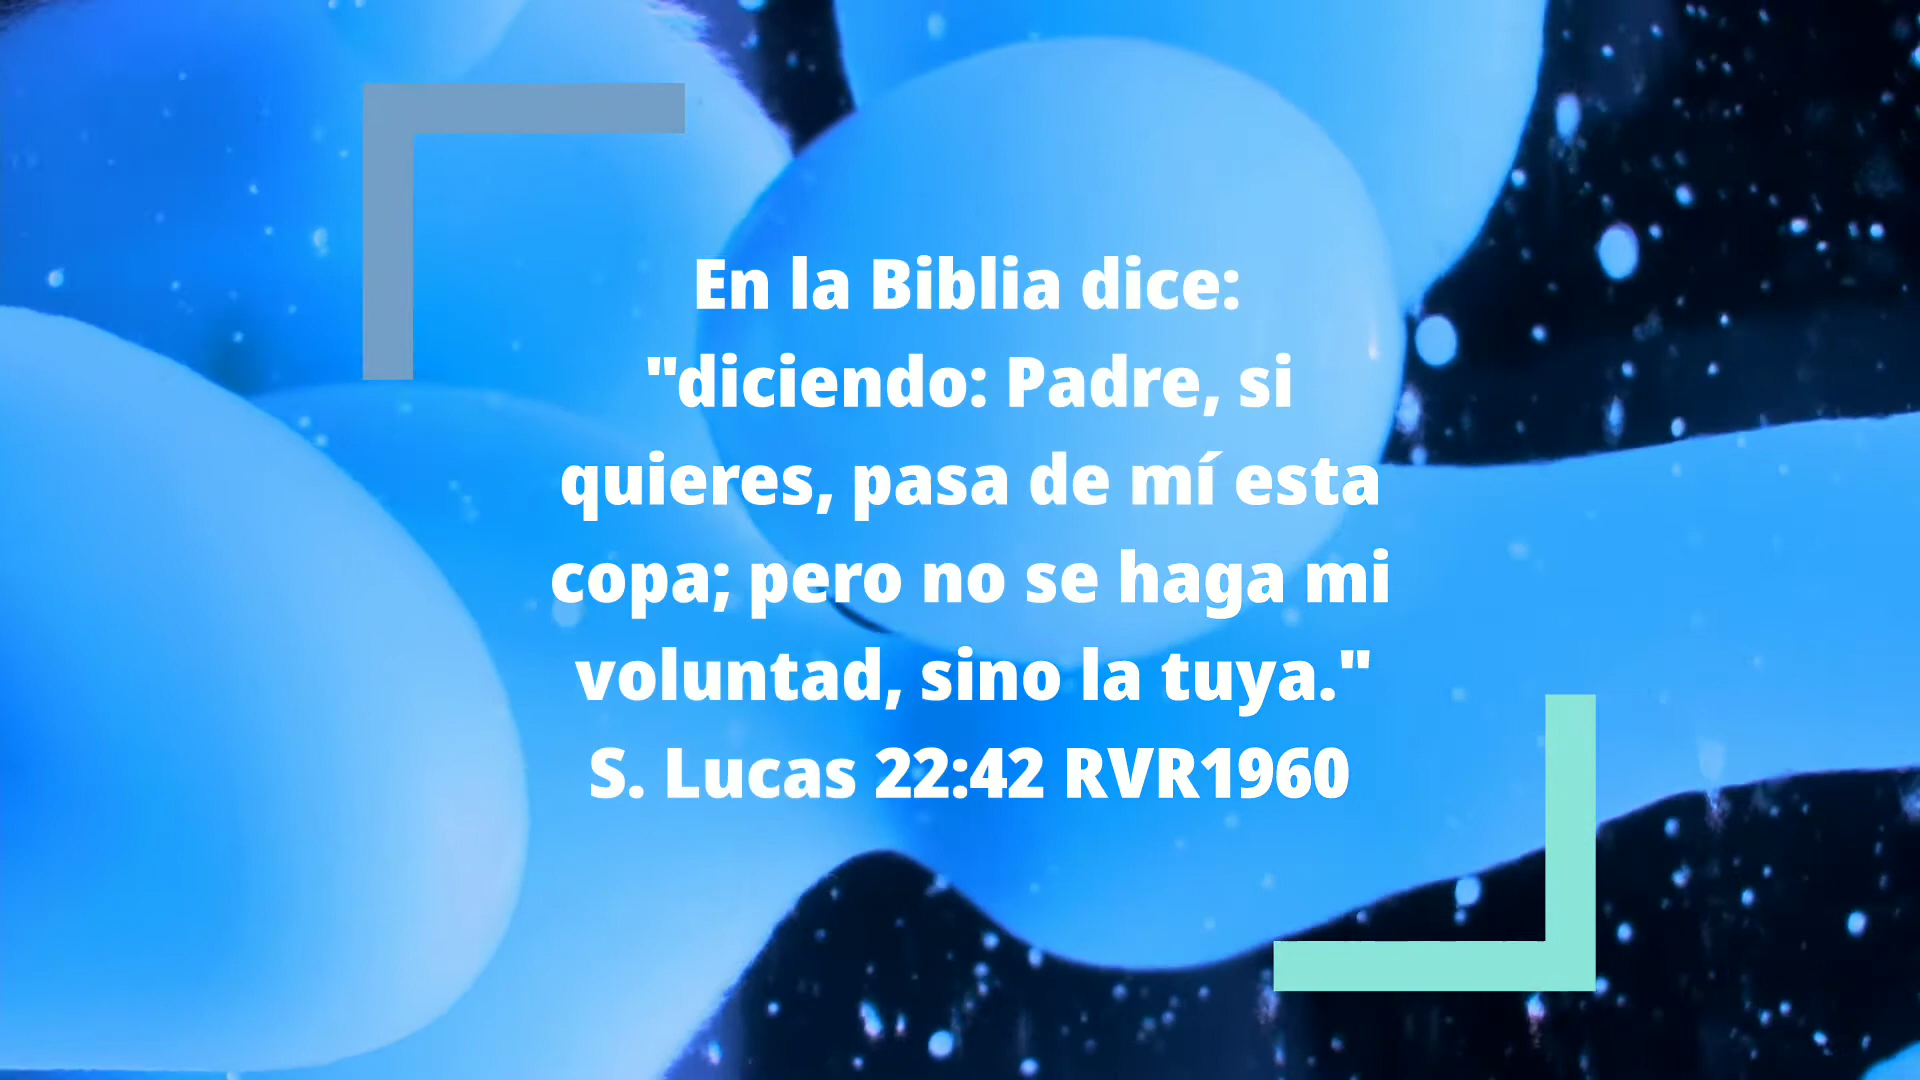 En la Biblia dice:
"diciendo: Padre, si
quieres, pasa de mí esta
copa; pero no se haga mi
voluntad, sino la tuya."
S. Lucas 22:42 RVR1960